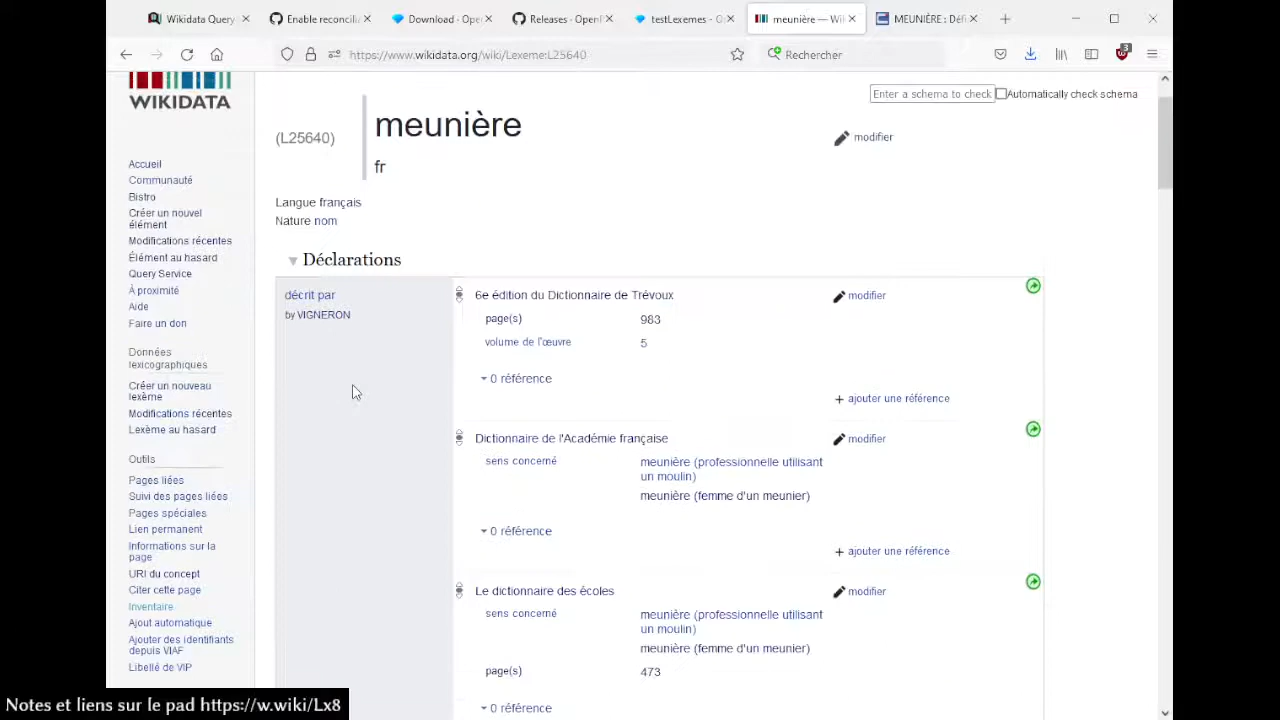 Wikidata Query
Enable reconcili
Download - Ope
Releases · OpenR
testLexemes - O
meunière — Wik
MEUNIÈRE : Défi
https://www.wikidata.org/wiki/Lexeme:L25640
Rechercher
3
WIKIDATA
Enter a schema to check
Automatically check schema
(L25640)
meunière
fr
modifier
Langue français
Nature nom
Déclarations
décrit par
by VIGNERON
6e édition du Dictionnaire de Trévoux
modifier
page(s)
983
volume de l'œuvre
5
0 référence
+ ajouter une référence
Dictionnaire de l'Académie française
modifier
sens concerné
meunière (professionnelle utilisant
un moulin)
meunière (femme d'un meunier)
0 référence
+ ajouter une référence
Le dictionnaire des écoles
modifier
sens concerné
meunière (professionnelle utilisant
un moulin)
meunière (femme d'un meunier)
page(s)
473
0 référence
Accueil
Communauté
Bistro
Créer un nouvel
élément
Modifications récentes
Élément au hasard
Query Service
À proximité
Aide
Faire un don
Données
lexicographiques
Créer un nouveau
lexème
Modifications récentes
Lexème au hasard
Outils
Pages liées
Suivi des pages liées
Pages spéciales
Lien permanent
Informations sur la
page
URI du concept
Citer cette page
Inventaire
Ajout automatique
Ajouter des identifiants
depuis VIAF
Libellé de VIP
Notes et liens sur le pad https://w.wiki/Lx8